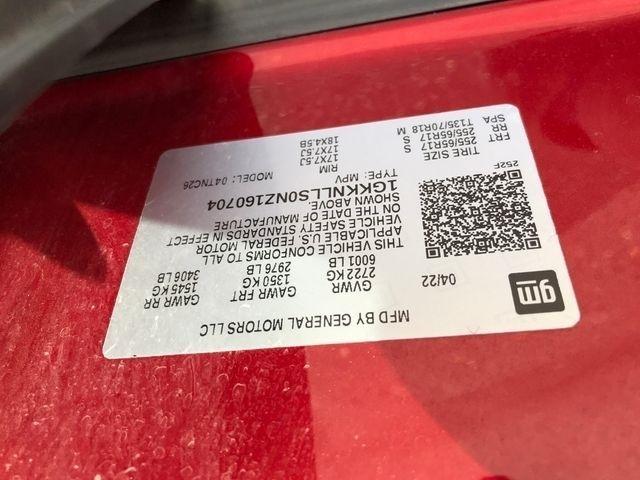 gm
MFD BY GENERAL MOTORS LLC
04/22
GVWR
2722 KG
6001 LB
GAWR FRT
1350 KG
2976 LB
GAWR RR
1545 KG
3406 LB
THIS VEHICLE CONFORMS TO ALL
APPLICABLE U.S. FEDERAL MOTOR
VEHICLE SAFETY STANDARDS IN EFFECT
ON THE DATE OF MANUFACTURE
SHOWN ABOVE.
1GKKNLLS0NZ160704
TYPE: MPV
MODEL: 04TNC26
252F
TIRE SIZE RIM
FRT 255/65R17 S 17X7.5J
RR 255/65R17 S 17X7.5J
SPA T135/70R18 M 18X4.5B